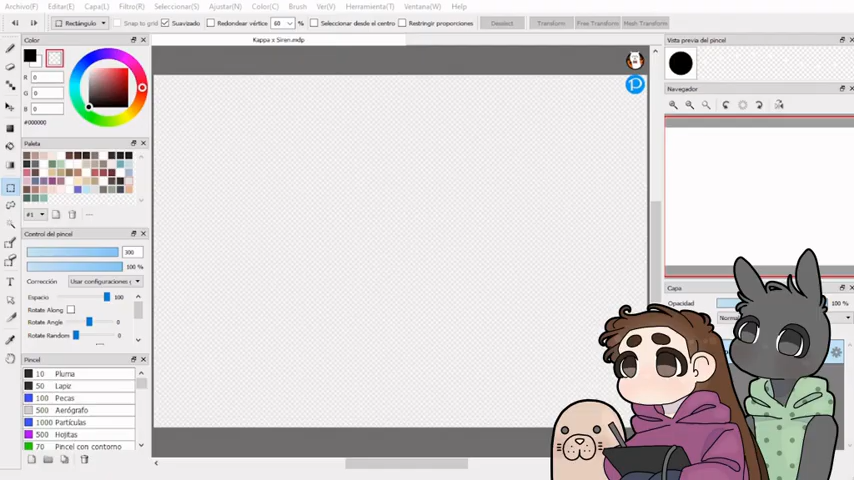 Archivo(F) Editar(E) Capa(L) Filtro(R) Seleccionar(S) Ajustar(N) Color(C) Brush Ver(V) Herramienta(T) Ventana(W) Help
Rectángulo Snap to grid Suavizado Redondear vértice 60 % Seleccionar desde el centro Restringir proporciones Deselect Transform Free Transform Mesh Transform
Color
Kappa x Siren.mdp
Vista previa del pincel
R 0
G 0
B 0
#000000
Navegador
Paleta
#1
Control del pincel
300
100 %
Corrección Usar configuraciones g
Espacio 100
Rotate Along
Rotate Angle 0
Rotate Random 0
Capa
Opacidad 100 %
Normal
Pincel
10 Pluma
50 Lapiz
100 Pecas
500 Aerógrafo
1000 Partículas
500 Hojitas
70 Pincel con contorno